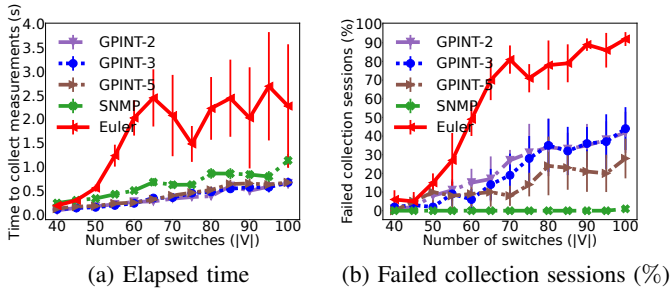 Time to collect measurements (s)
4.0
3.5
3.0
2.5
2.0
1.5
1.0
0.5
0.0
GPINT-2
GPINT-3
GPINT-5
SNMP
Euler
40 50 60 70 80 90 100
Number of switches (|V|)
(a) Elapsed time
Failed collection sessions (%)
100
90
80
70
60
50
40
30
20
10
0
GPINT-2
GPINT-3
GPINT-5
SNMP
Euler
40 50 60 70 80 90 100
Number of switches (|V|)
(b) Failed collection sessions (%)